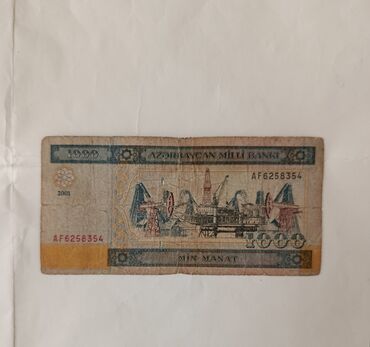 1000 AZƏRBAYCAN MİLLİ BANKI
AF6258354
2001
AF6258354
1000
MİN MANAT